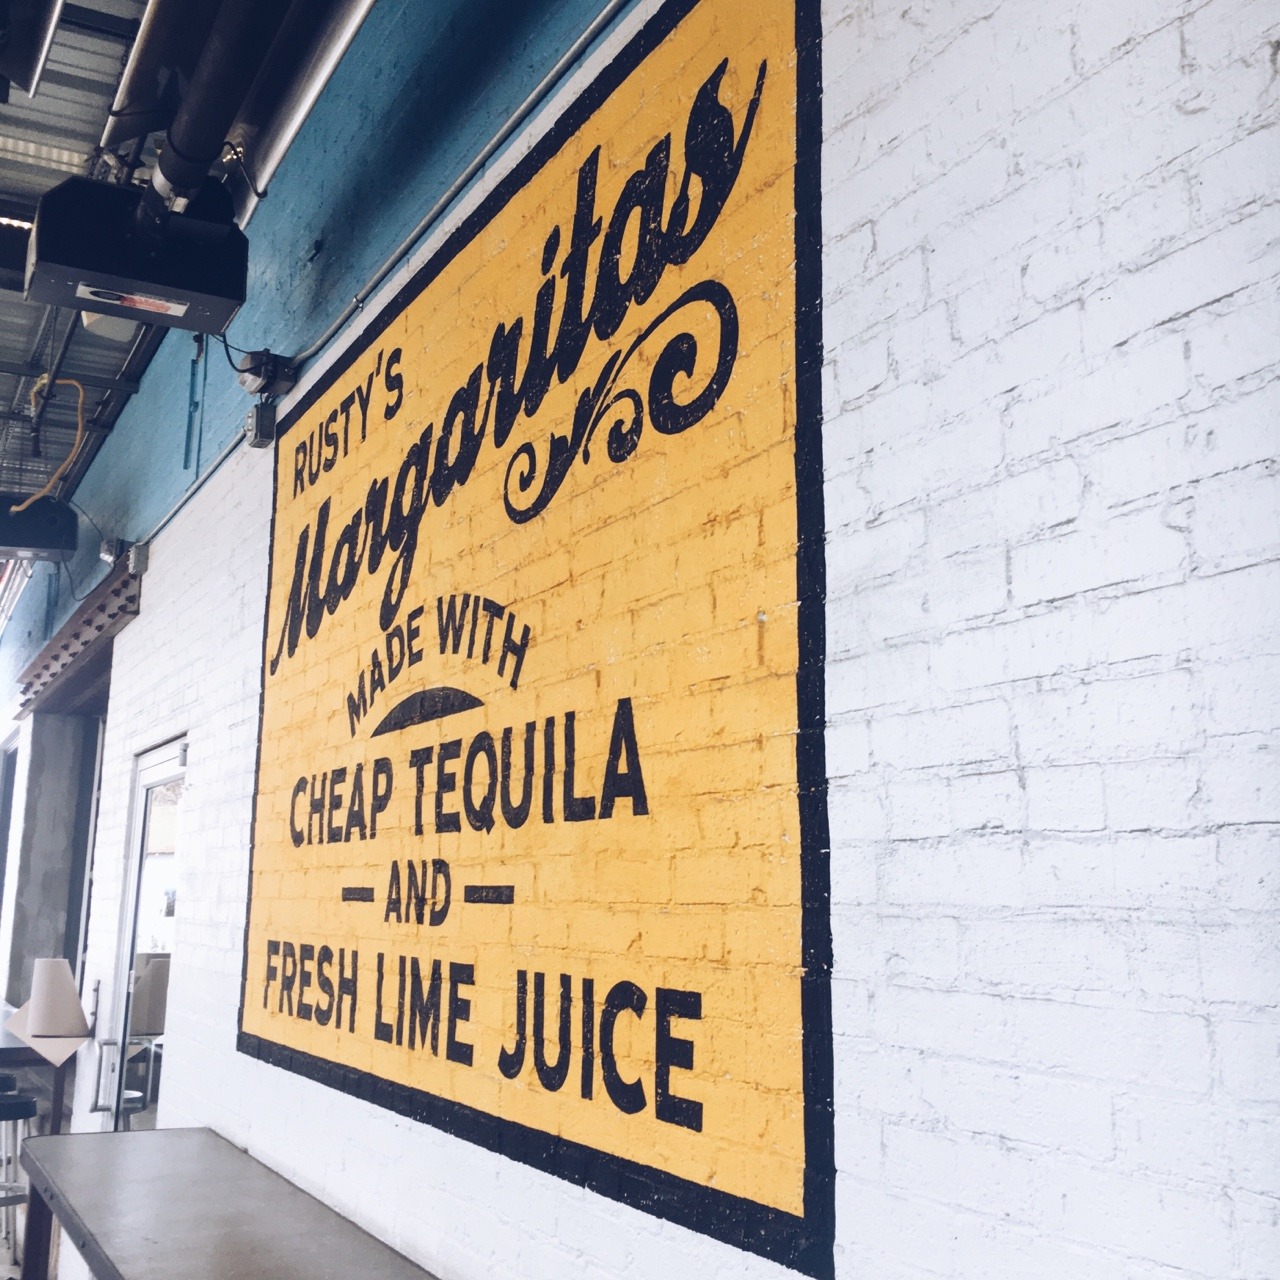 RUSTY'S
Margaritas
MADE WITH
CHEAP TEQUILA
— AND —
FRESH LIME JUICE